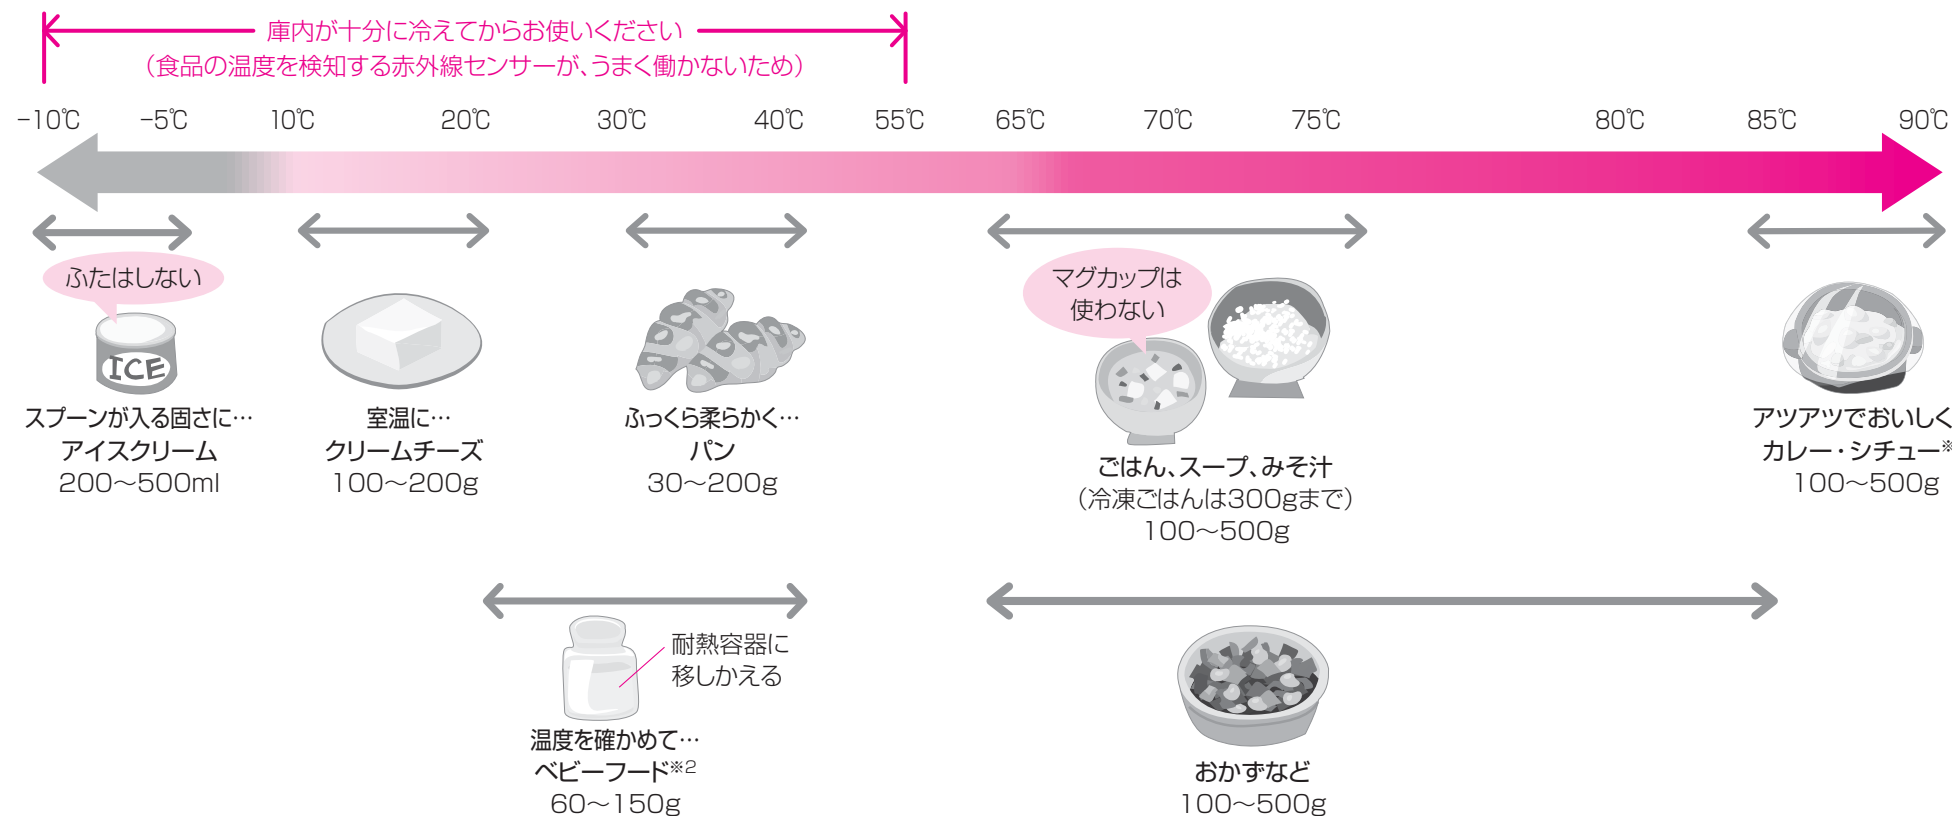 庫内が十分に冷えてからお使いください
（食品の温度を検知する赤外線センサーが、うまく働かないため）
−10℃ −5℃ 10℃ 20℃ 30℃ 40℃ 55℃ 65℃ 70℃ 75℃ 80℃ 85℃ 90℃
ふたはしない
ICE
スプーンが入る固さに…
アイスクリーム
200〜500ml
室温に…
クリームチーズ
100〜200g
ふっくら柔らかく…
パン
30〜200g
マグカップは
使わない
ごはん、スープ、みそ汁
（冷凍ごはんは300gまで）
100〜500g
アツアツでおいしく
カレー・シチュー※
100〜500g
耐熱容器に
移しかえる
温度を確かめて…
ベビーフード※2
60〜150g
おかずなど
100〜500g